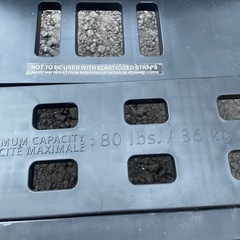 NOT TO BE USED WITH ELASTICIZED STRAPS
MUM CAPACITY : 80 lbs. / 36 kg
CITÉ MAXIMALE